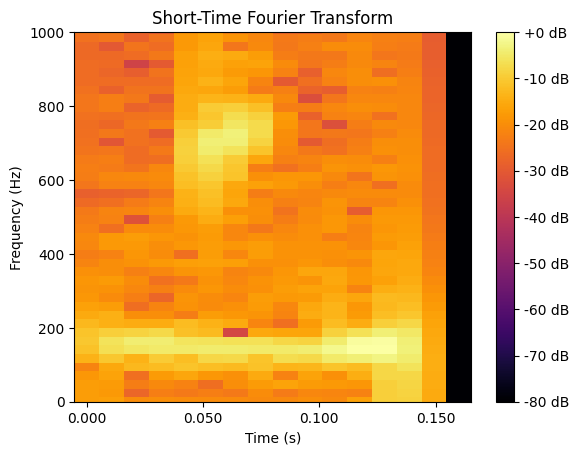 Short-Time Fourier Transform
1000
800
600
400
200
0
Frequency (Hz)
0.000
0.050
0.100
0.150
Time (s)
+0 dB
-10 dB
-20 dB
-30 dB
-40 dB
-50 dB
-60 dB
-70 dB
-80 dB